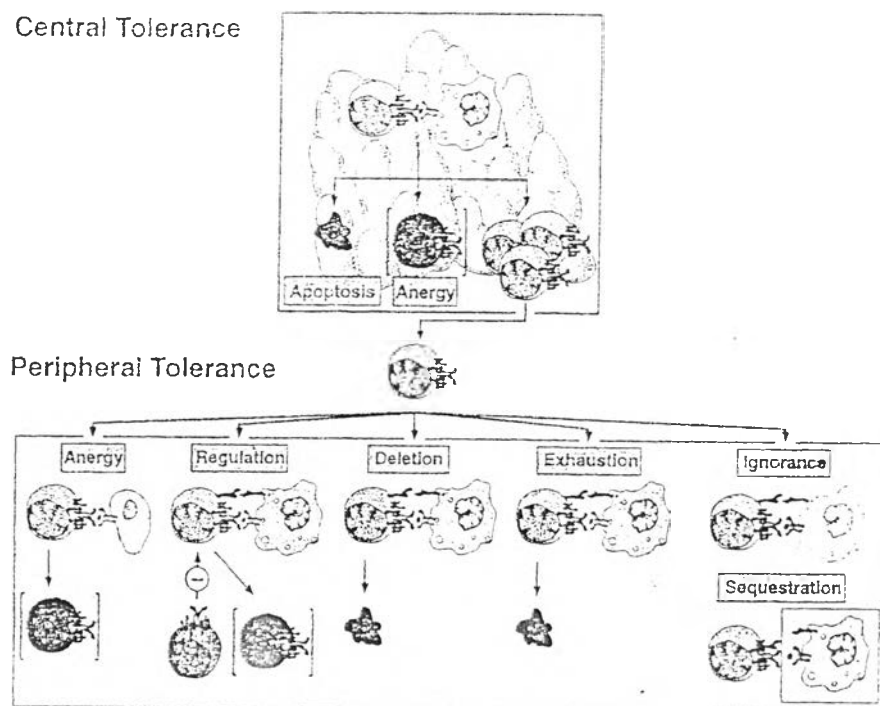 Central Tolerance
Apoptosis Anergy
Peripheral Tolerance
Anergy Regulation Deletion Exhaustion Ignorance
Sequestration